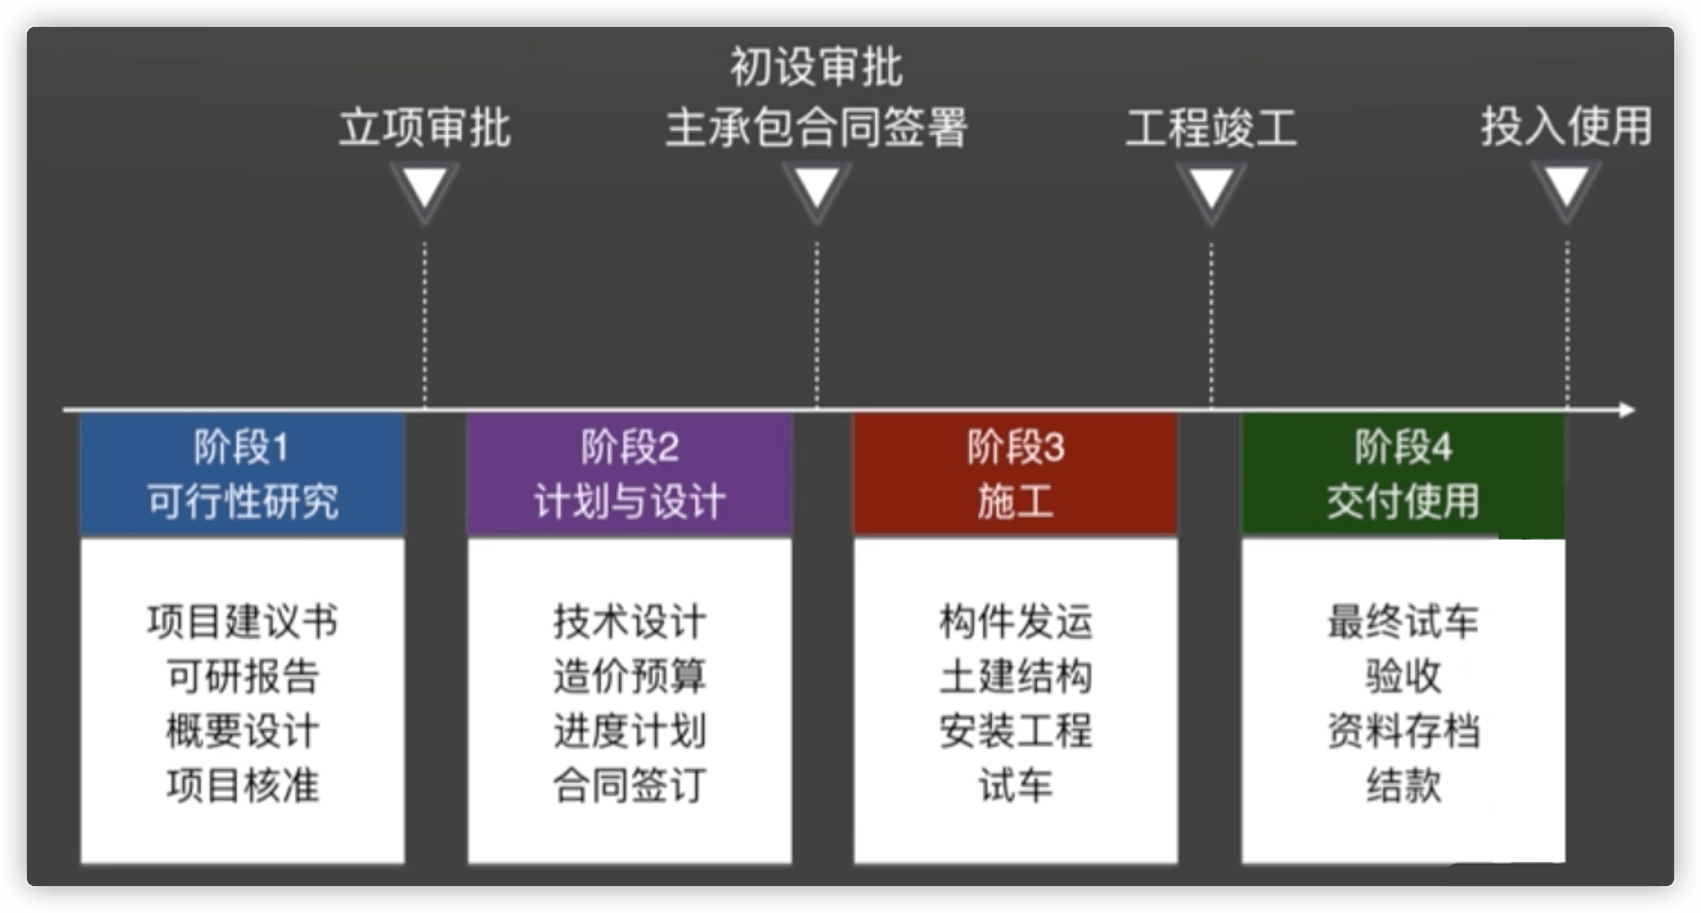 初设审批
立项审批
主承包合同签署
工程竣工
投入使用
阶段1
可行性研究
项目建议书
可研报告
概要设计
项目核准
阶段2
计划与设计
技术设计
造价预算
进度计划
合同签订
阶段3
施工
构件发运
土建结构
安装工程
试车
阶段4
交付使用
最终试车
验收
资料存档
结款